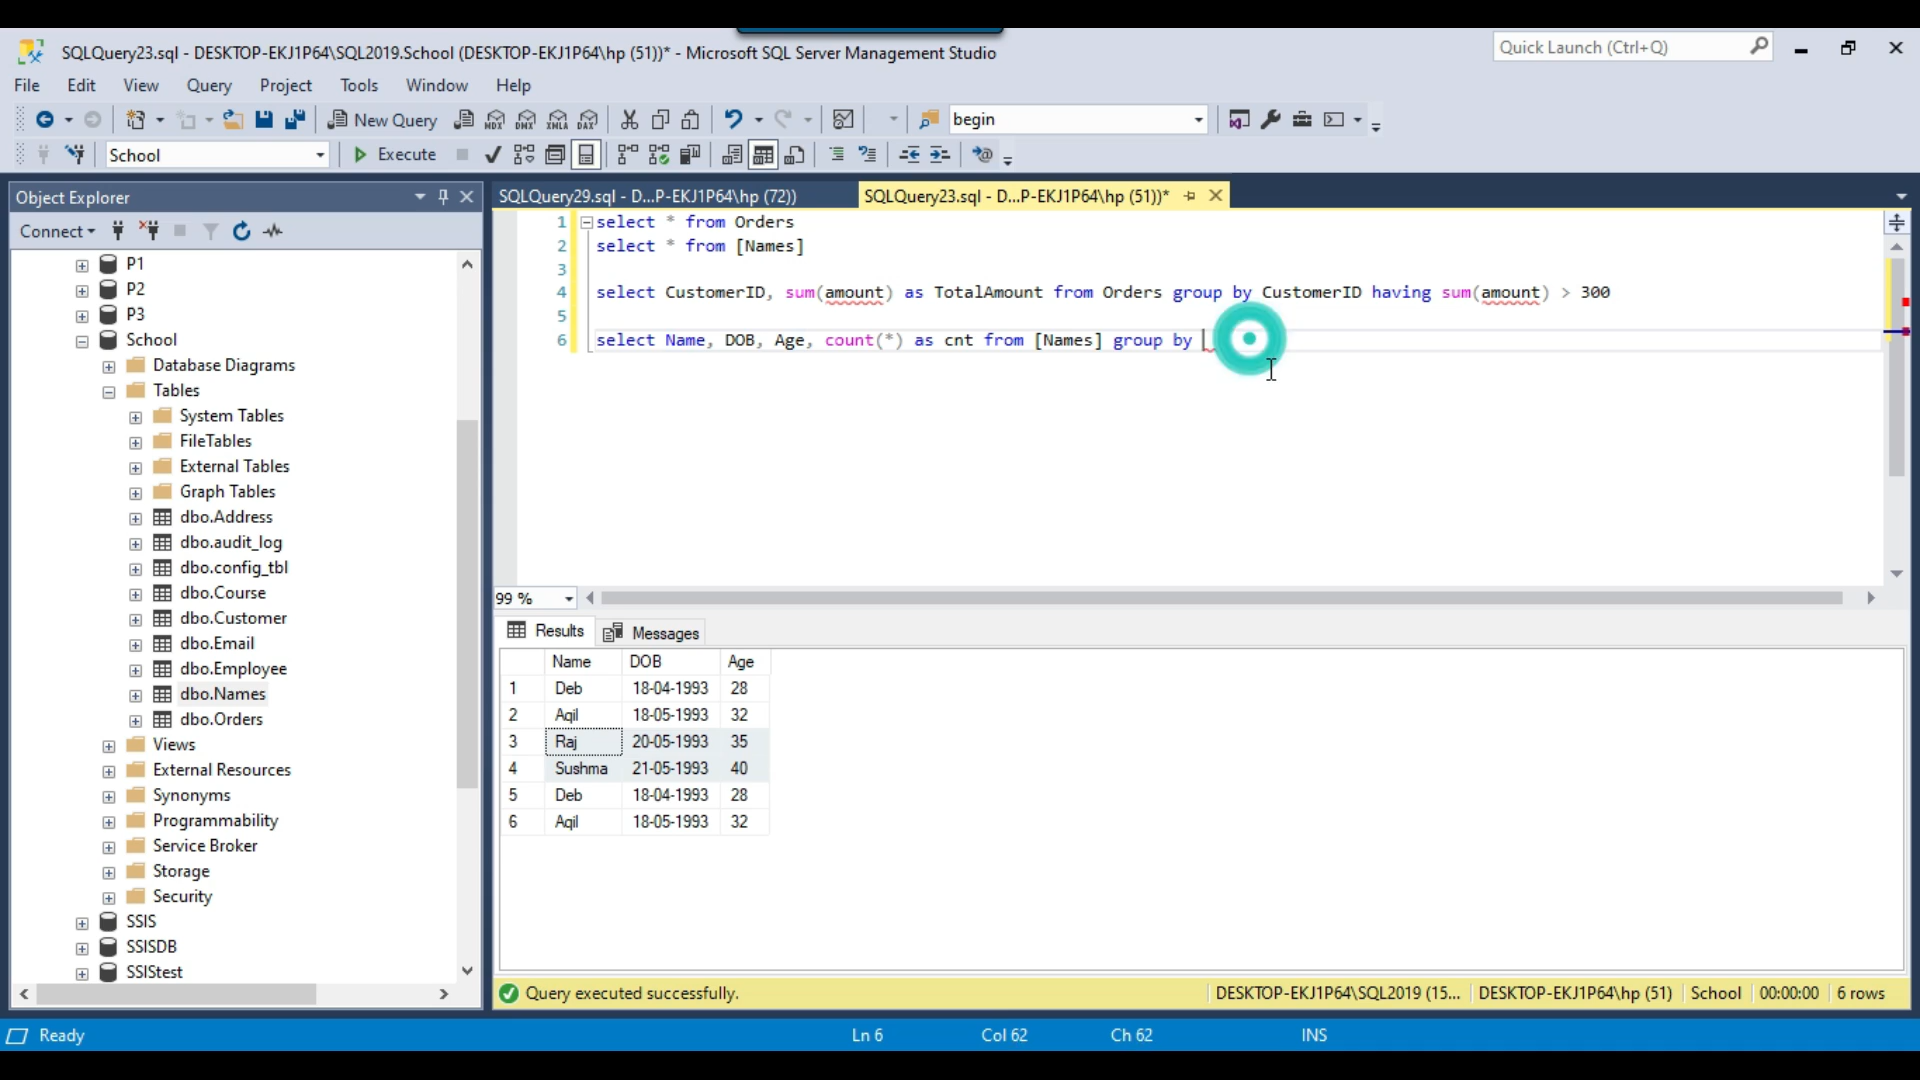 SQLQuery23.sql - DESKTOP-EKJ1P64\SQL2019.School (DESKTOP-EKJ1P64\hp (51))* - Microsoft SQL Server Management Studio
Quick Launch (Ctrl+Q)
File Edit View Query Project Tools Window Help
New Query MDX DMX XMLA DAX begin
School Execute
Object Explorer
SQLQuery29.sql - D...P-EKJ1P64\hp (72))
SQLQuery23.sql - D...P-EKJ1P64\hp (51))*
Connect
P1
P2
P3
School
Database Diagrams
Tables
System Tables
FileTables
External Tables
Graph Tables
dbo.Address
dbo.audit_log
dbo.config_tbl
dbo.Course
dbo.Customer
dbo.Email
dbo.Employee
dbo.Names
dbo.Orders
Views
External Resources
Synonyms
Programmability
Service Broker
Storage
Security
SSIS
SSISDB
SSIStest
1 select * from Orders
2 select * from [Names]
3
4 select CustomerID, sum(amount) as TotalAmount from Orders group by CustomerID having sum(amount) > 300
5
6 select Name, DOB, Age, count(*) as cnt from [Names] group by
99 %
Results Messages
Name DOB Age
1 Deb 18-04-1993 28
2 Aqil 18-05-1993 32
3 Raj 20-05-1993 35
4 Sushma 21-05-1993 40
5 Deb 18-04-1993 28
6 Aqil 18-05-1993 32
Query executed successfully. DESKTOP-EKJ1P64\SQL2019 (15... DESKTOP-EKJ1P64\hp (51) School 00:00:00 6 rows
Ready Ln 6 Col 62 Ch 62 INS